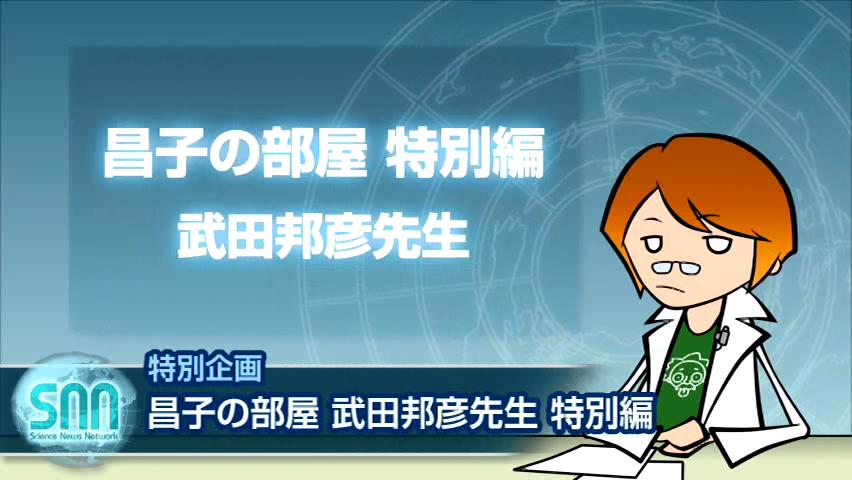 昌子の部屋 特別編
武田邦彦先生
特別企画
昌子の部屋 武田邦彦先生 特別編
SNN
Science News Network